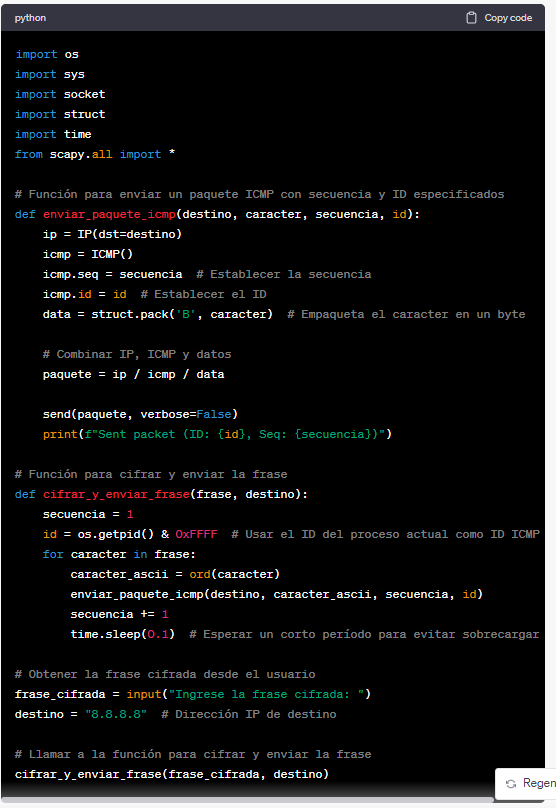 python
Copy code
import os
import sys
import socket
import struct
import time
from scapy.all import *
# Función para enviar un paquete ICMP con secuencia y ID especificados
def enviar_paquete_icmp(destino, caracter, secuencia, id):
    ip = IP(dst=destino)
    icmp = ICMP()
    icmp.seq = secuencia  # Establecer la secuencia
    icmp.id = id  # Establecer el ID
    data = struct.pack('B', caracter)  # Empaqueta el caracter en un byte
    # Combinar IP, ICMP y datos
    paquete = ip / icmp / data
    send(paquete, verbose=False)
    print(f"Sent packet (ID: {id}, Seq: {secuencia})")
# Función para cifrar y enviar la frase
def cifrar_y_enviar_frase(frase, destino):
    secuencia = 1
    id = os.getpid() & 0xFFFF  # Usar el ID del proceso actual como ID ICMP
    for caracter in frase:
        caracter_ascii = ord(caracter)
        enviar_paquete_icmp(destino, caracter_ascii, secuencia, id)
        secuencia += 1
        time.sleep(0.1)  # Esperar un corto período para evitar sobrecargar
# Obtener la frase cifrada desde el usuario
frase_cifrada = input("Ingrese la frase cifrada: ")
destino = "8.8.8.8"  # Dirección IP de destino
# Llamar a la función para cifrar y enviar la frase
cifrar_y_enviar_frase(frase_cifrada, destino)
Regen